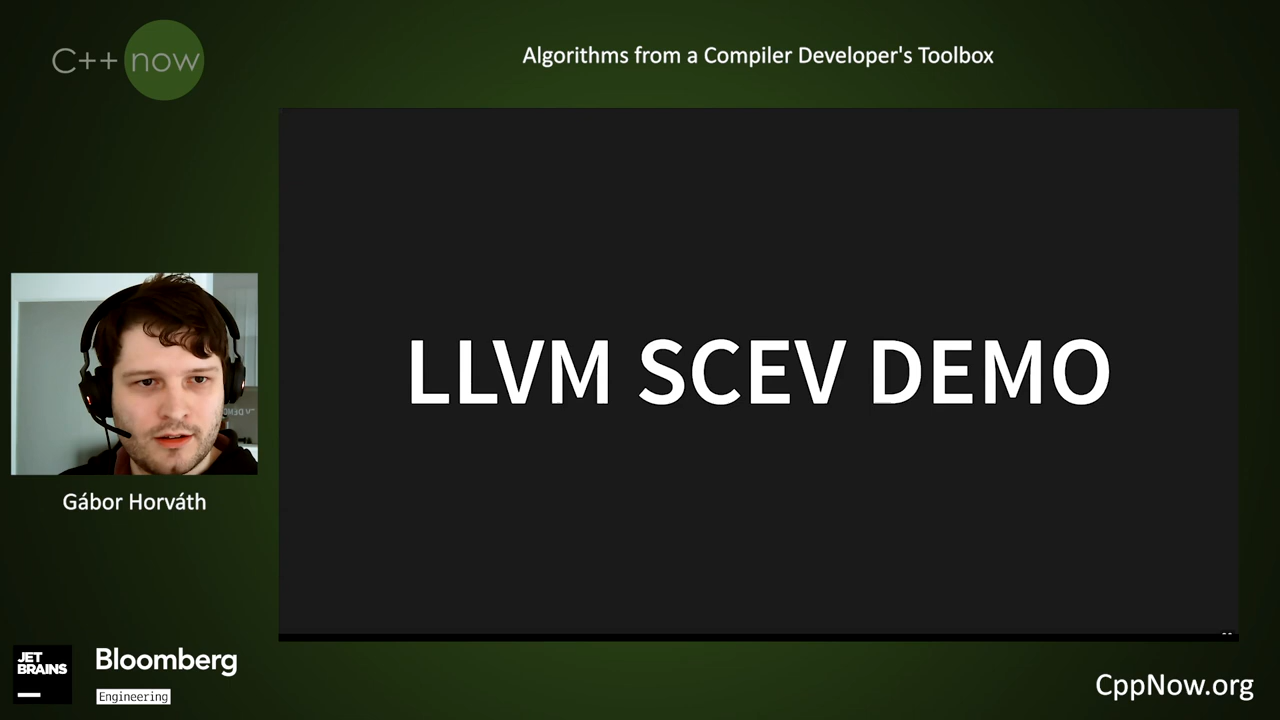 C++ now
Algorithms from a Compiler Developer's Toolbox
LLVM SCEV DEMO
Gábor Horváth
JET
BRAINS
Bloomberg
Engineering
CppNow.org